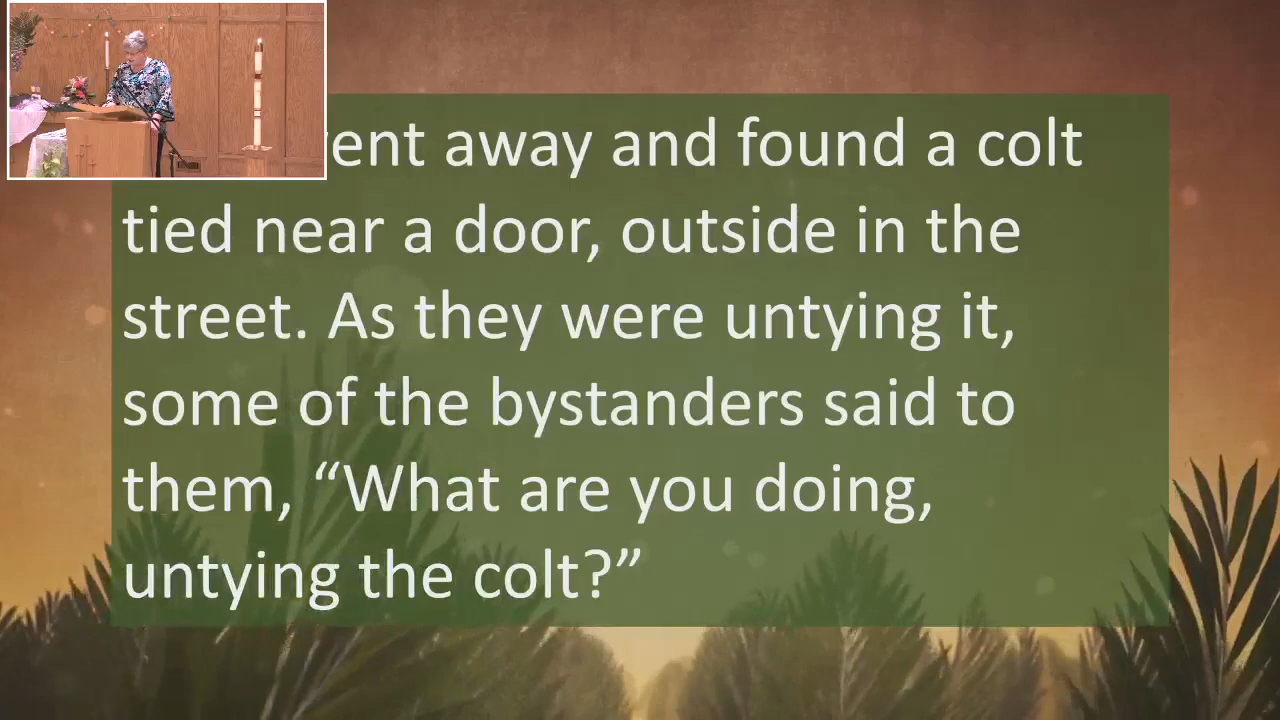 ent away and found a colt
tied near a door, outside in the
street. As they were untying it,
some of the bystanders said to
them, “What are you doing,
untying the colt?”